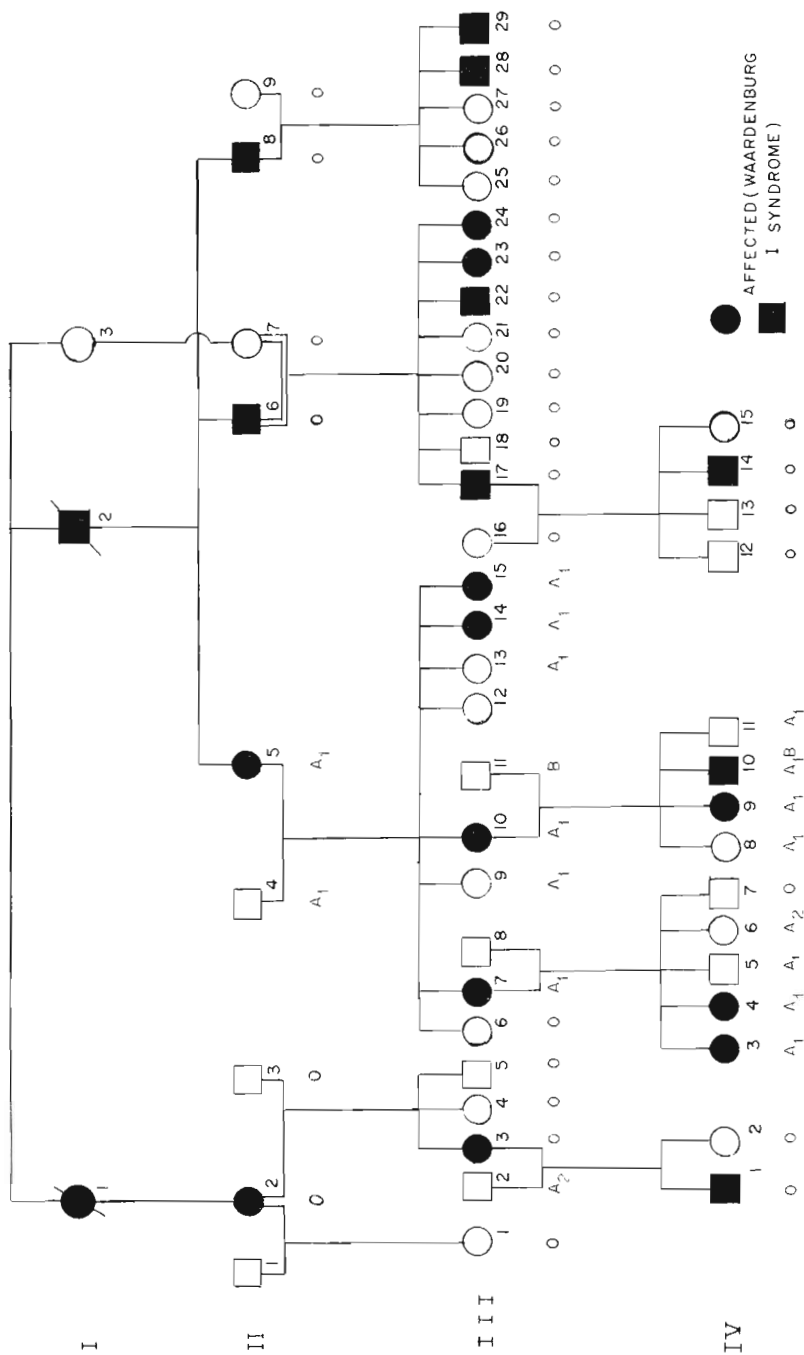 I 1 2 3
II 1 2 3 4 5 6 7 8 9
O O A₁ A₁ O O O O
III 1 2 3 4 5 6 7 8 9 10 11 12 13 14 15 16 17 18 19 20 21 22 23 24 25 26 27 28 29
O A₂ O O O O A₁ A₁ A₁ B A₁ A₁ A₁ O O O O O O O O O O O O O O
IV 1 2 3 4 5 6 7 8 9 10 11 12 13 14 15
O O A₁ A₁ A₁ A₂ O A₁ A₁ A₁B A₁ O O O O
AFFECTED (WAARDENBURG
I SYNDROME)